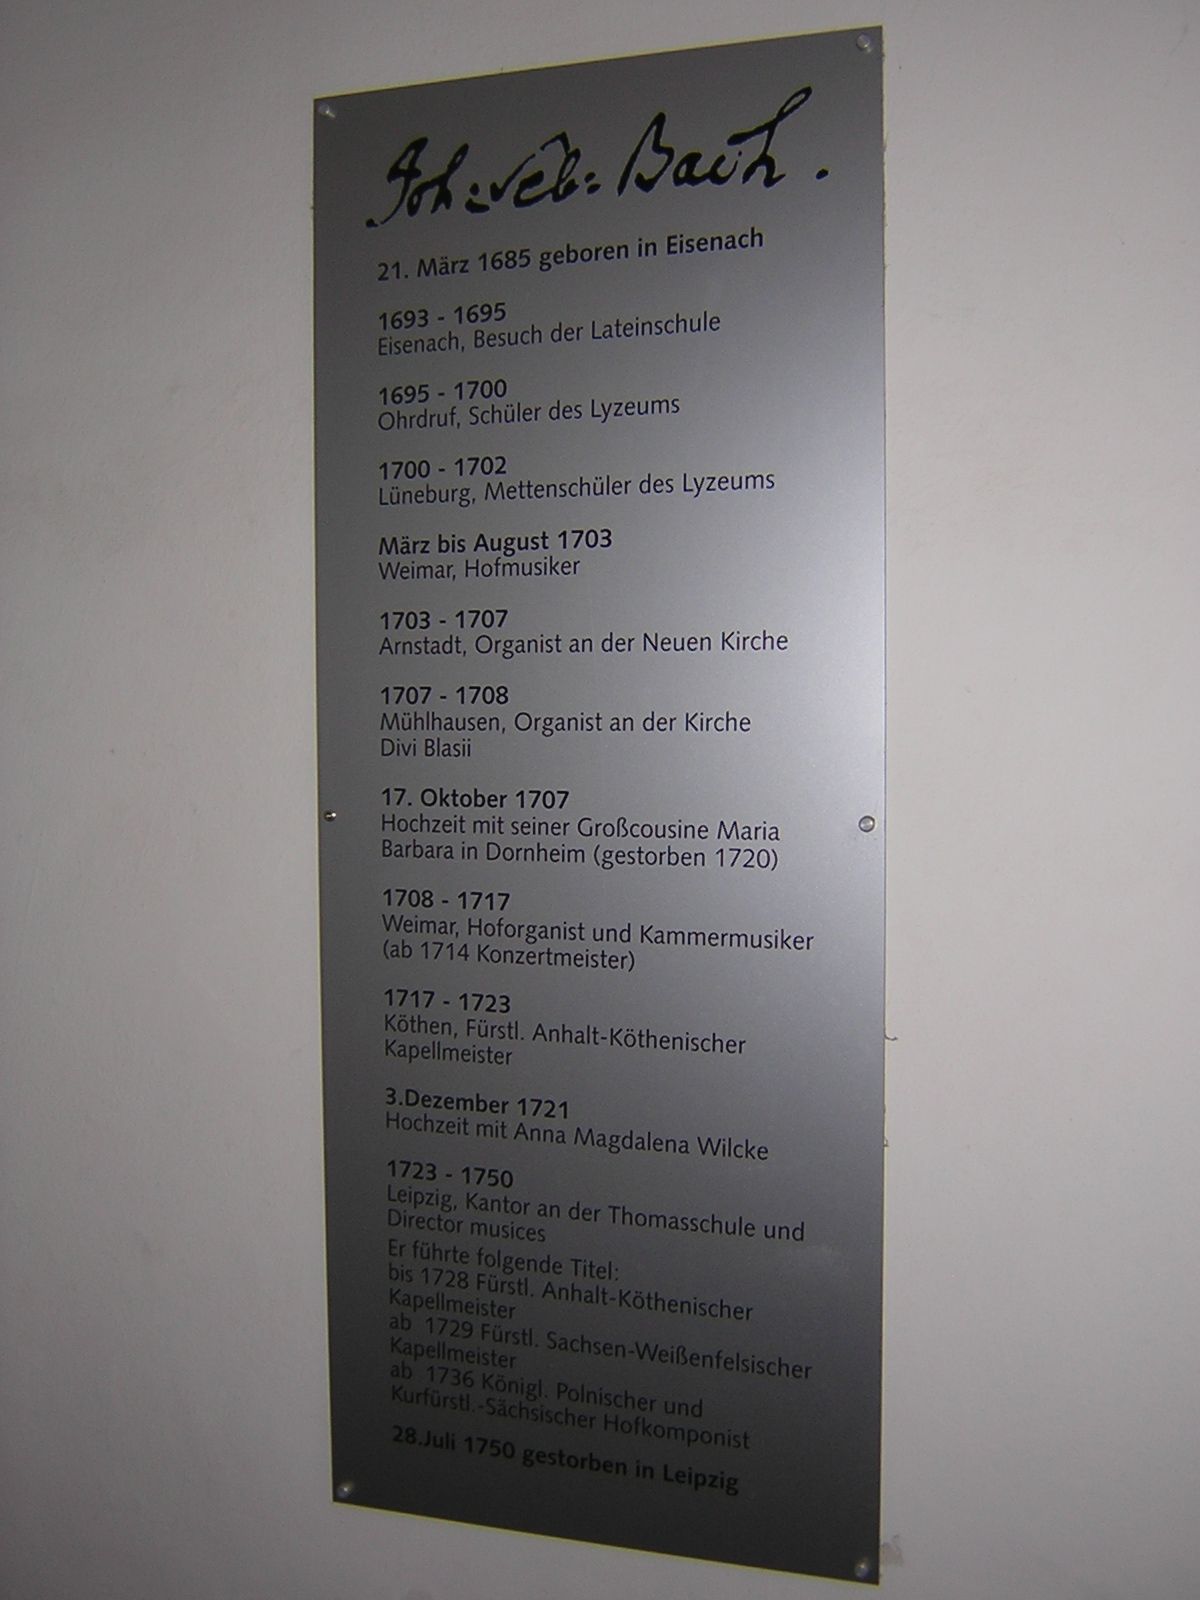 Joh: Seb: Bach.
21. März 1685 geboren in Eisenach
1693 - 1695
Eisenach, Besuch der Lateinschule
1695 - 1700
Ohrdruf, Schüler des Lyzeums
1700 - 1702
Lüneburg, Mettenschüler des Lyzeums
März bis August 1703
Weimar, Hofmusiker
1703 - 1707
Arnstadt, Organist an der Neuen Kirche
1707 - 1708
Mühlhausen, Organist an der Kirche
Divi Blasii
17. Oktober 1707
Hochzeit mit seiner Großcousine Maria
Barbara in Dornheim (gestorben 1720)
1708 - 1717
Weimar, Hoforganist und Kammermusiker
(ab 1714 Konzertmeister)
1717 - 1723
Köthen, Fürstl. Anhalt-Köthenischer
Kapellmeister
3.Dezember 1721
Hochzeit mit Anna Magdalena Wilcke
1723 - 1750
Leipzig, Kantor an der Thomasschule und
Director musices
Er führte folgende Titel:
bis 1728 Fürstl. Anhalt-Köthenischer
Kapellmeister
ab 1729 Fürstl. Sachsen-Weißenfelsischer
Kapellmeister
ab 1736 Königl. Polnischer und
Kurfürstl.-Sächsischer Hofkomponist
28.Juli 1750 gestorben in Leipzig